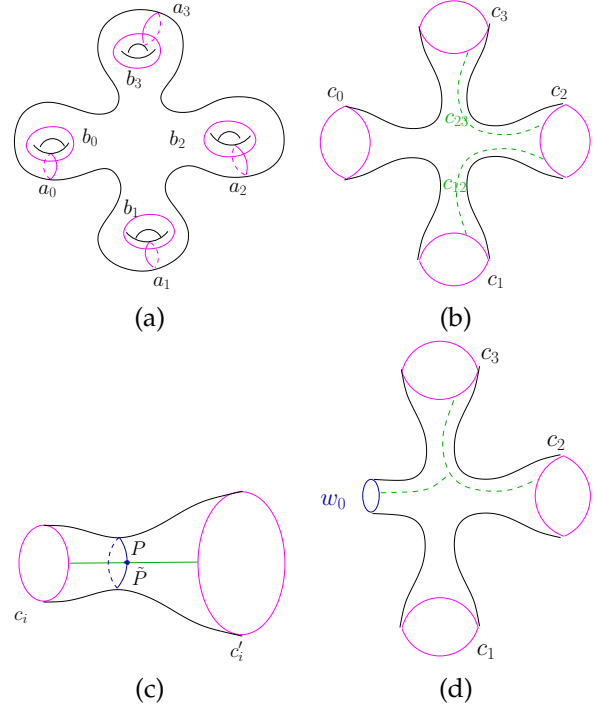 a₃
b₃
b₀
b₂
a₀
a₂
b₁
a₁
(a)
c₃
c₀
c₂
c₂₃
c₁₂
c₁
(b)
P
P̃
cᵢ
c′ᵢ
(c)
c₃
c₂
w₀
c₁
(d)